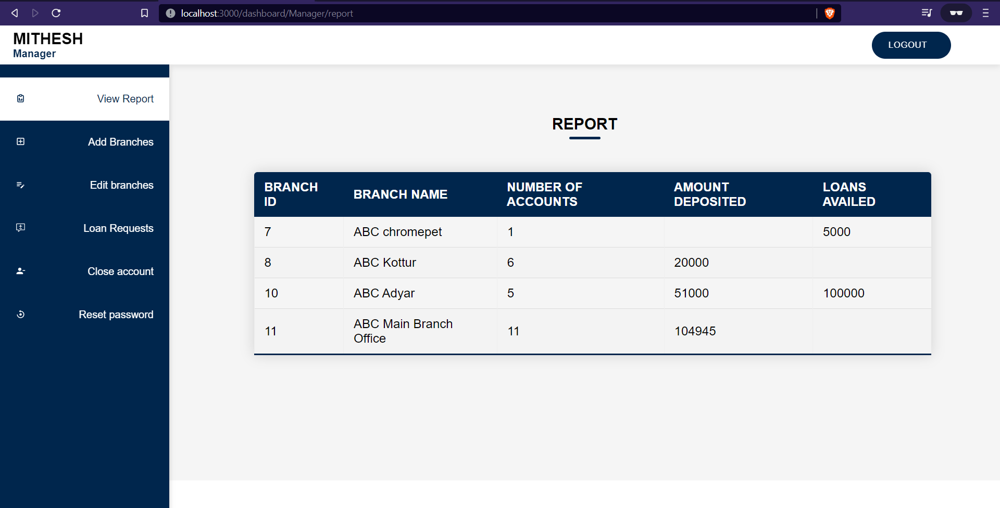 localhost:3000/dashboard/Manager/report
MITHESH
Manager
LOGOUT
View Report
Add Branches
Edit branches
Loan Requests
Close account
Reset password
REPORT
BRANCH ID BRANCH NAME NUMBER OF ACCOUNTS AMOUNT DEPOSITED LOANS AVAILED
7 ABC chromepet 1 5000
8 ABC Kottur 6 20000
10 ABC Adyar 5 51000 100000
11 ABC Main Branch Office 11 104945